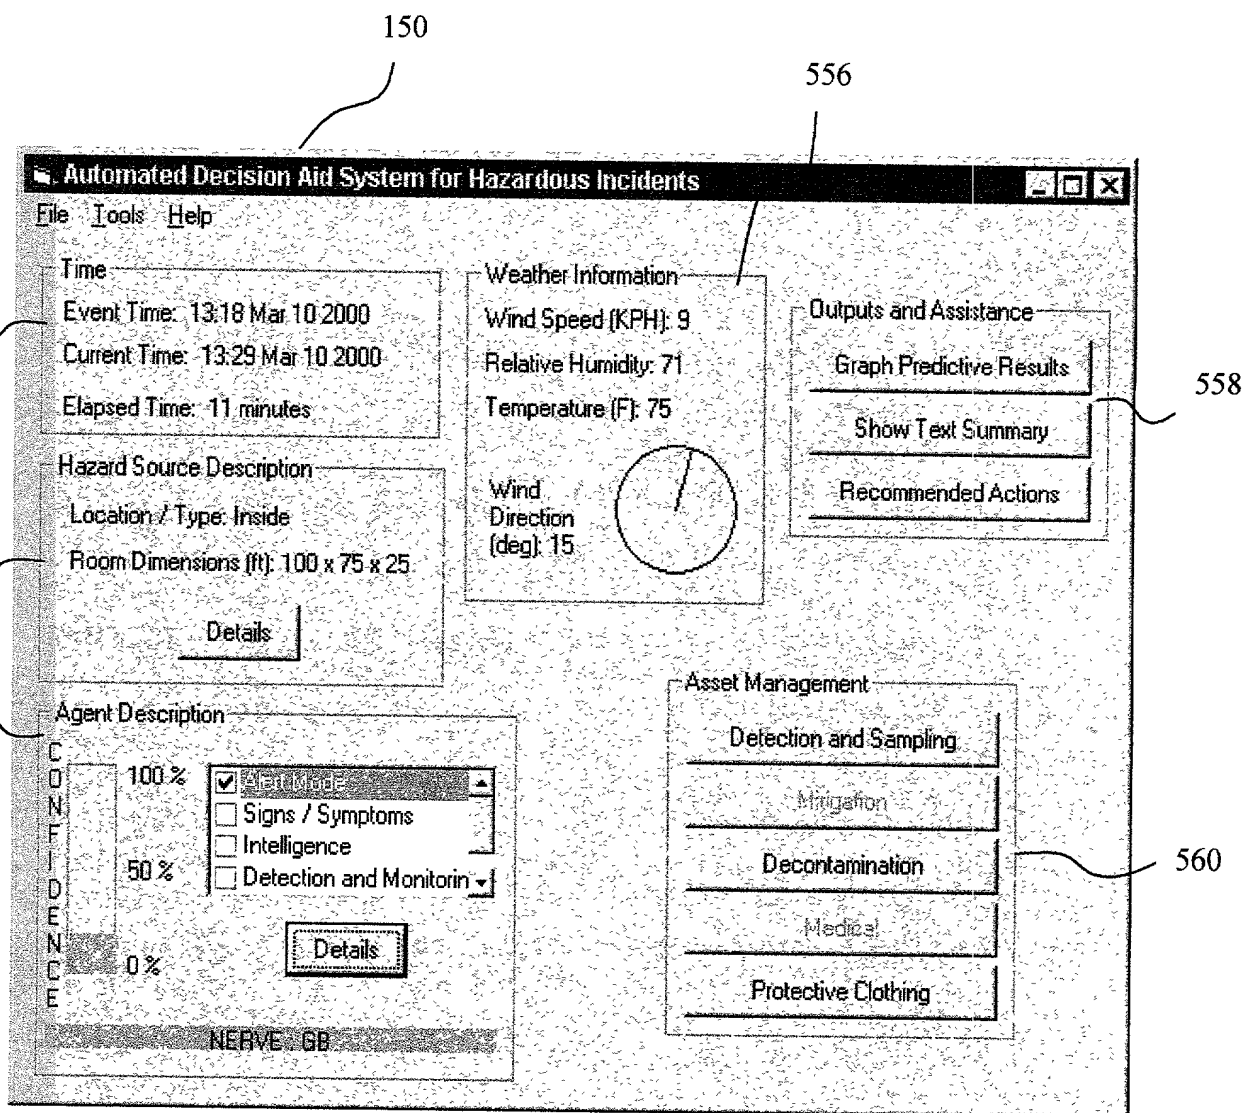 150
556
Automated Decision Aid System for Hazardous Incidents
File Tools Help
Time
Event Time: 13:18 Mar 10 2000
Current Time: 13:29 Mar 10 2000
Elapsed Time: 11 minutes
Hazard Source Description
Location / Type: Inside
Room Dimensions (ft): 100 x 75 x 25
Details
Agent Description
CONFIDENCE
100 %
50 %
0 %
Alert Mode
Signs / Symptoms
Intelligence
Detection and Monitorin
Details
NERVE : GB
Weather Information
Wind Speed (KPH): 9
Relative Humidity: 71
Temperature (F): 75
Wind
Direction
(deg): 15
Outputs and Assistance
Graph Predictive Results
Show Text Summary
Recommended Actions
558
Asset Management
Detection and Sampling
Mitigation
Decontamination
Medical
Protective Clothing
560